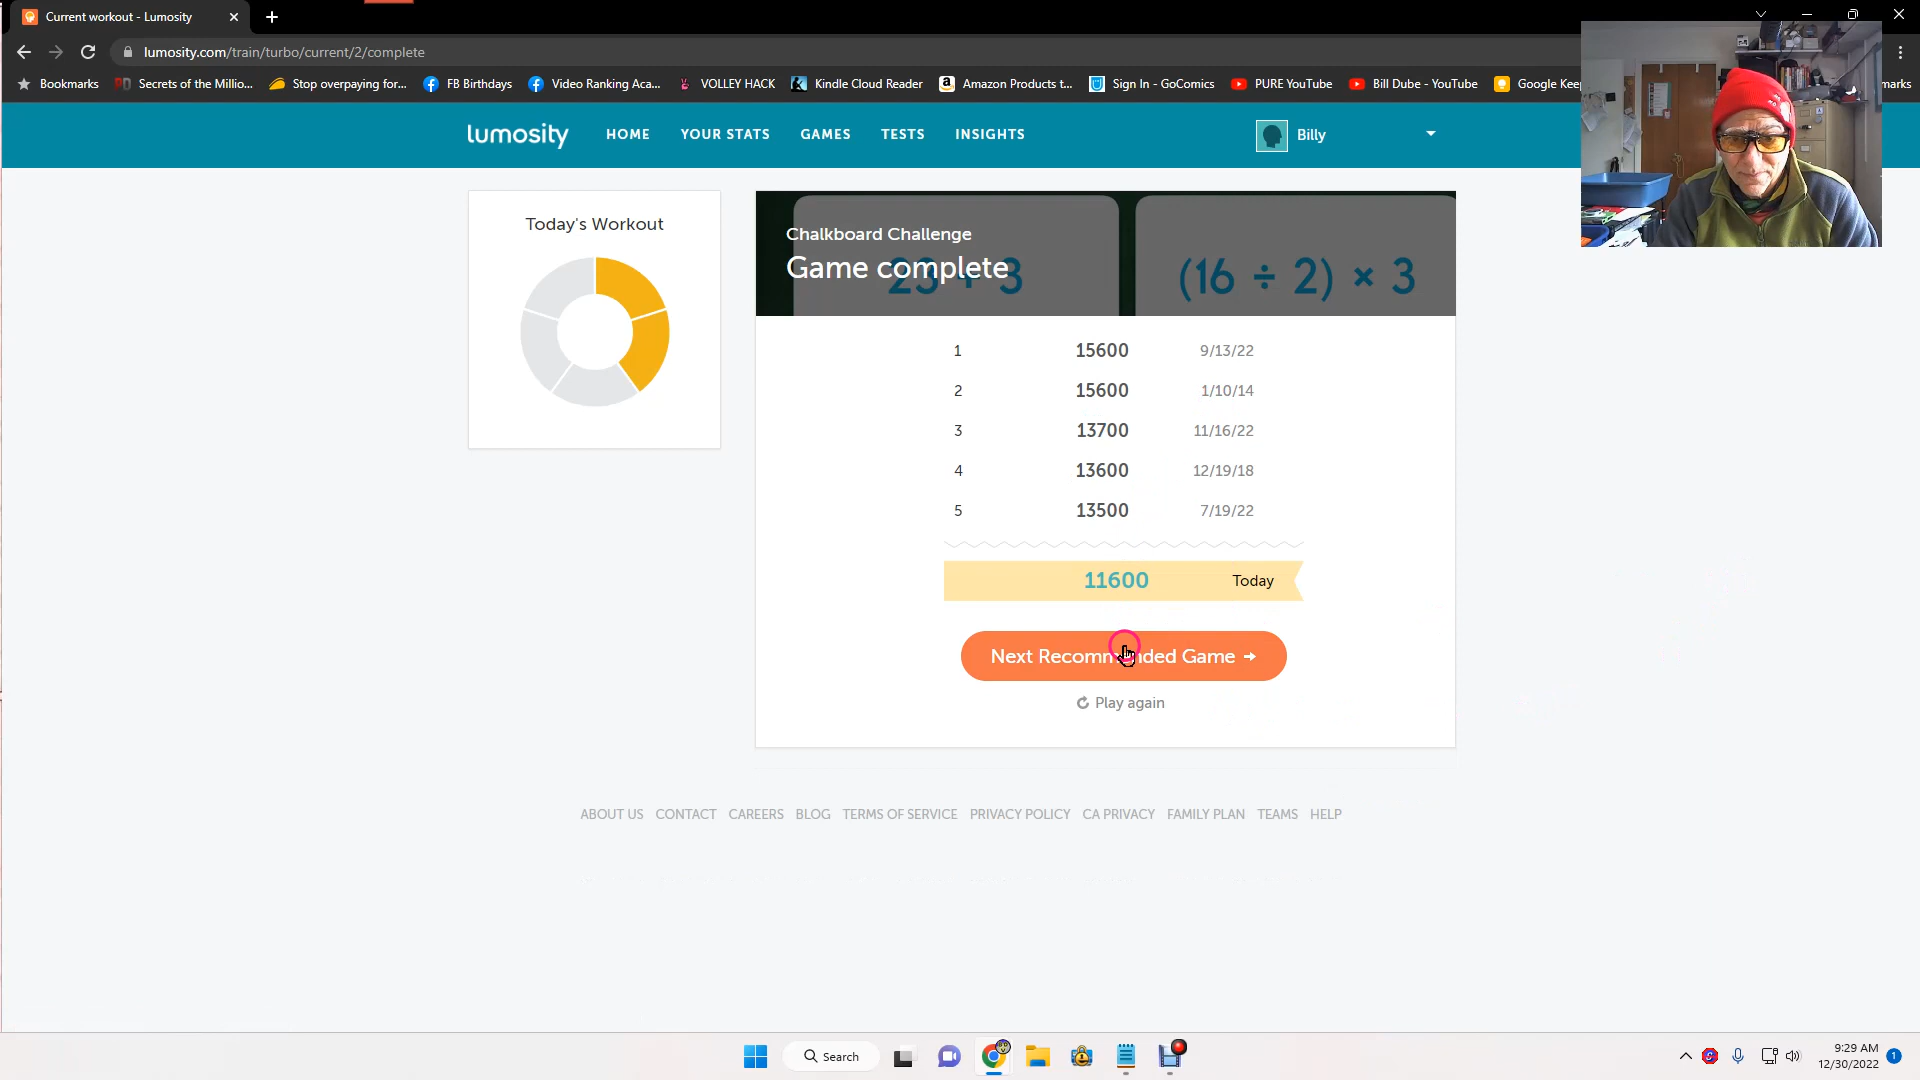 Current workout - Lumosity
lumosity.com/train/turbo/current/2/complete
Bookmarks Secrets of the Millio... Stop overpaying for... FB Birthdays Video Ranking Aca... VOLLEY HACK Kindle Cloud Reader Amazon Products t... Sign In - GoComics PURE YouTube Bill Dube - YouTube Google Keep
lumosity HOME YOUR STATS GAMES TESTS INSIGHTS Billy
Today's Workout
Chalkboard Challenge
Game complete
23 + 3 (16 ÷ 2) × 3
1 15600 9/13/22
2 15600 1/10/14
3 13700 11/16/22
4 13600 12/19/18
5 13500 7/19/22
11600 Today
Next Recommended Game →
Play again
ABOUT US CONTACT CAREERS BLOG TERMS OF SERVICE PRIVACY POLICY CA PRIVACY FAMILY PLAN TEAMS HELP
Search
9:29 AM
12/30/2022 1